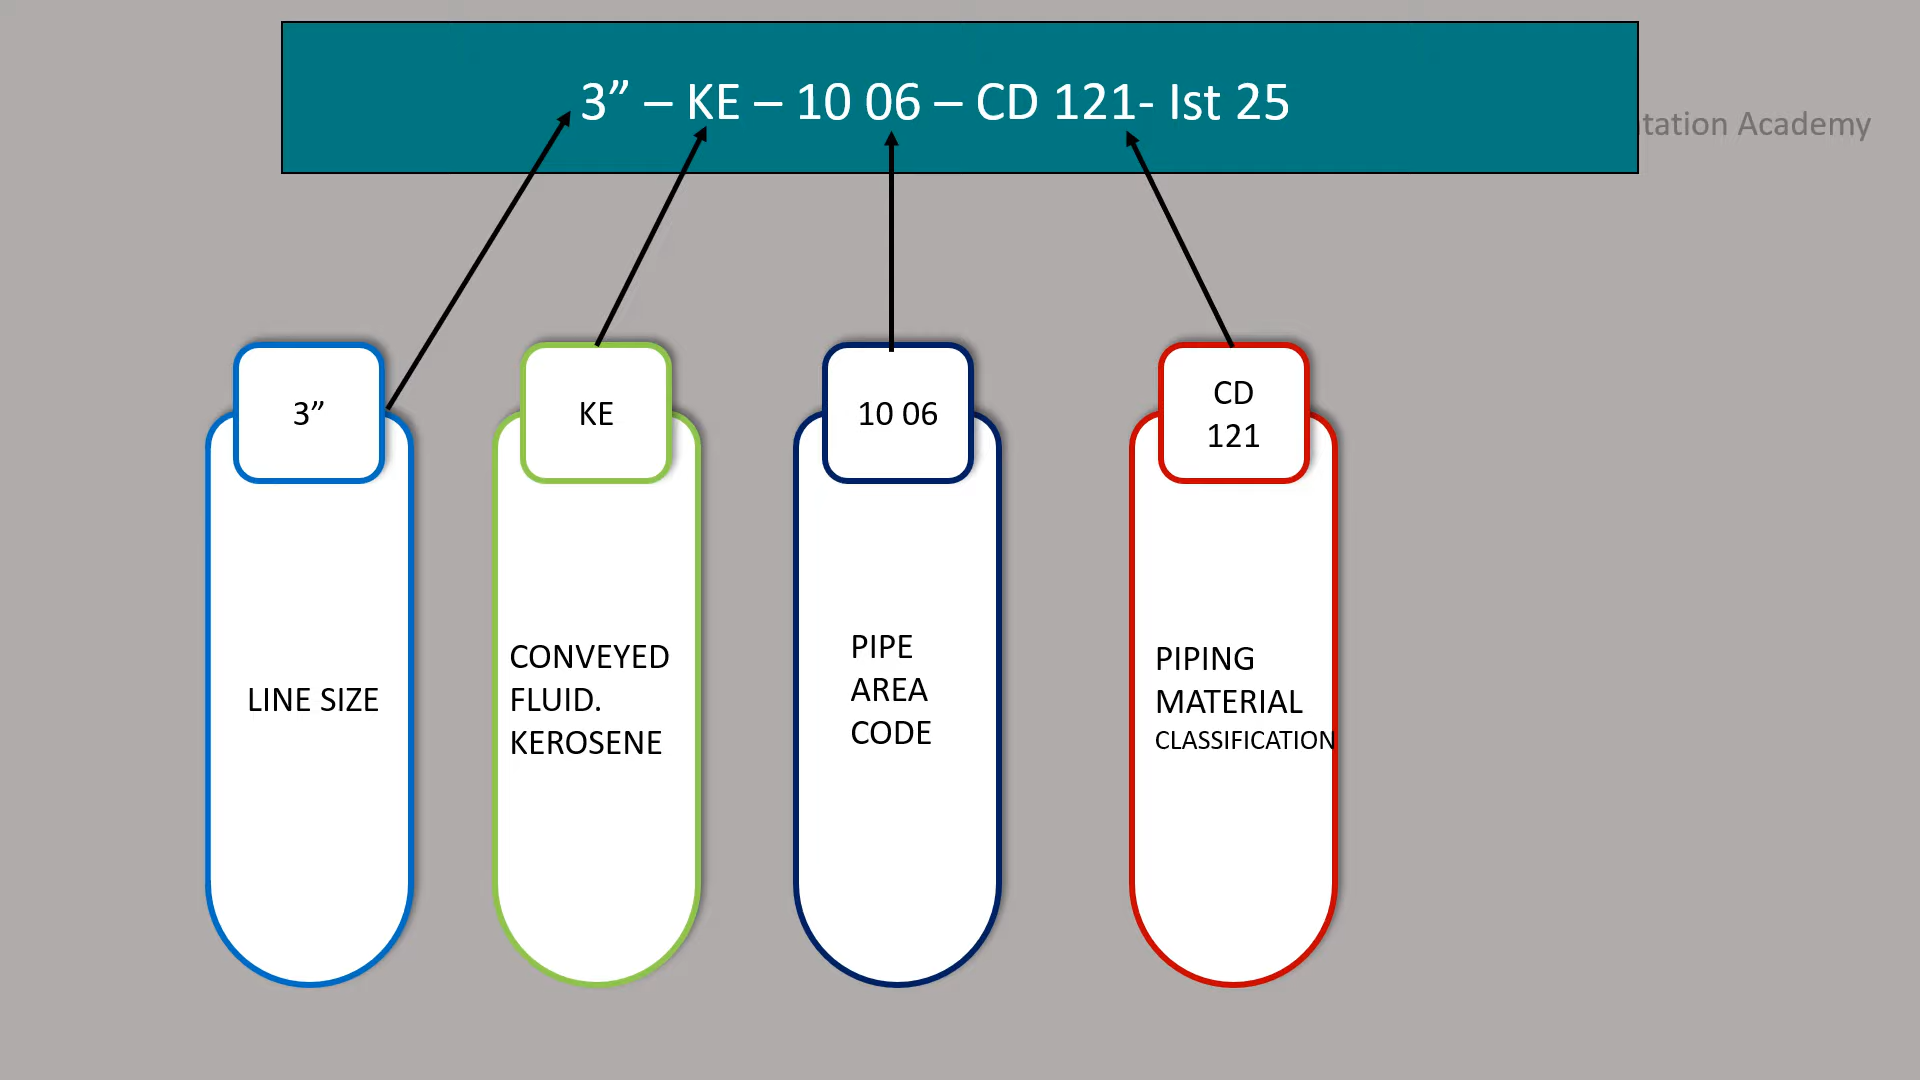 3” – KE – 10 06 – CD 121- Ist 25
tation Academy
3”
LINE SIZE
KE
CONVEYED
FLUID.
KEROSENE
10 06
PIPE
AREA
CODE
CD
121
PIPING
MATERIAL
CLASSIFICATION